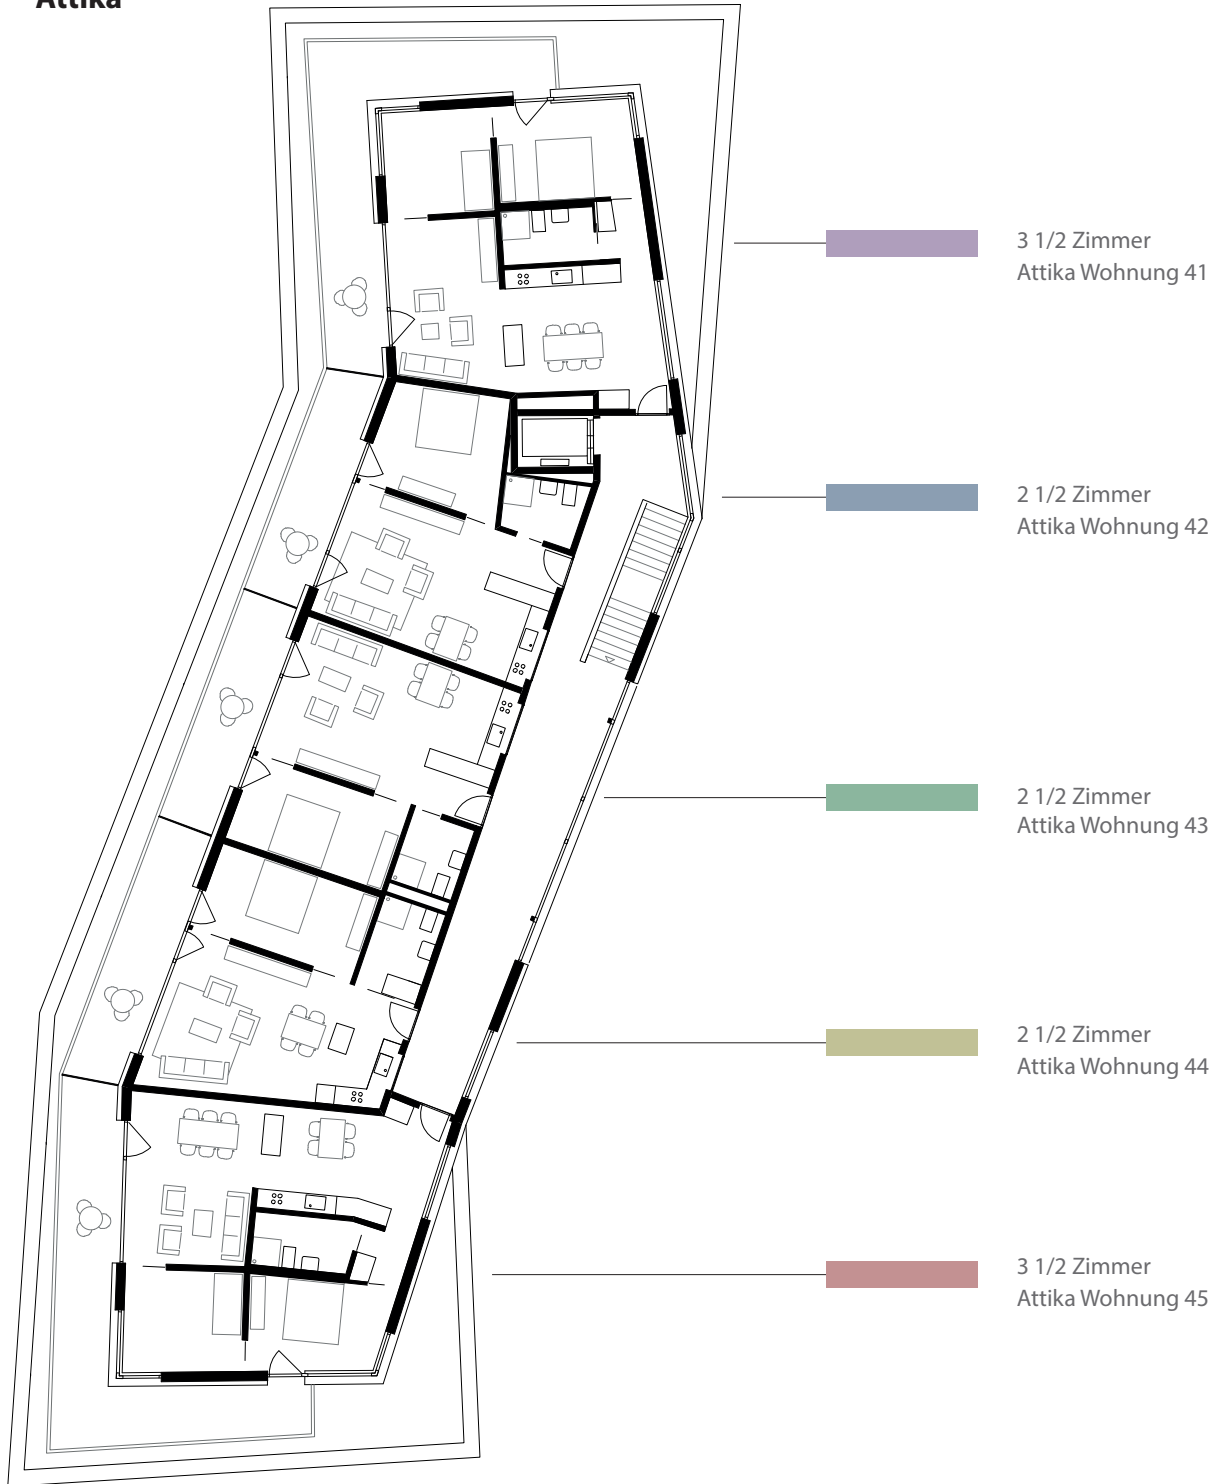 Attika
3 1/2 Zimmer
Attika Wohnung 41
2 1/2 Zimmer
Attika Wohnung 42
2 1/2 Zimmer
Attika Wohnung 43
2 1/2 Zimmer
Attika Wohnung 44
3 1/2 Zimmer
Attika Wohnung 45